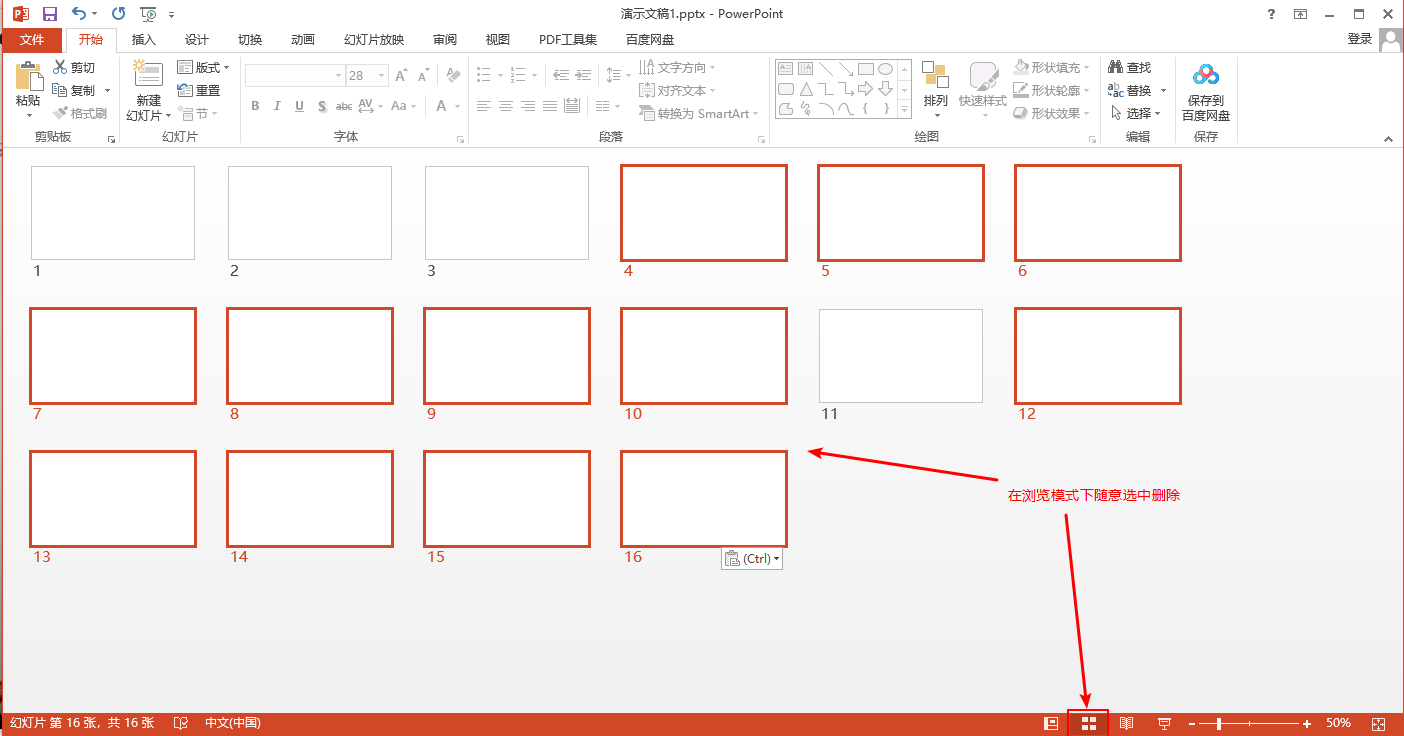 演示文稿1.pptx - PowerPoint
?
文件 开始 插入 设计 切换 动画 幻灯片放映 审阅 视图 PDF工具集 百度网盘 登录
粘贴
剪切
复制
格式刷
剪贴板
新建
幻灯片
版式
重置
节
幻灯片
28
A A
B I U S abc AV Aa A
字体
文字方向
对齐文本
转换为 SmartArt
段落
排列
快速样式
形状填充
形状轮廓
形状效果
绘图
查找
替换
选择
编辑
保存到
百度网盘
保存
1 2 3 4 5 6
7 8 9 10 11 12
在浏览模式下随意选中删除
13 14 15 16
(Ctrl)
幻灯片 第 16 张，共 16 张 中文(中国) 50%